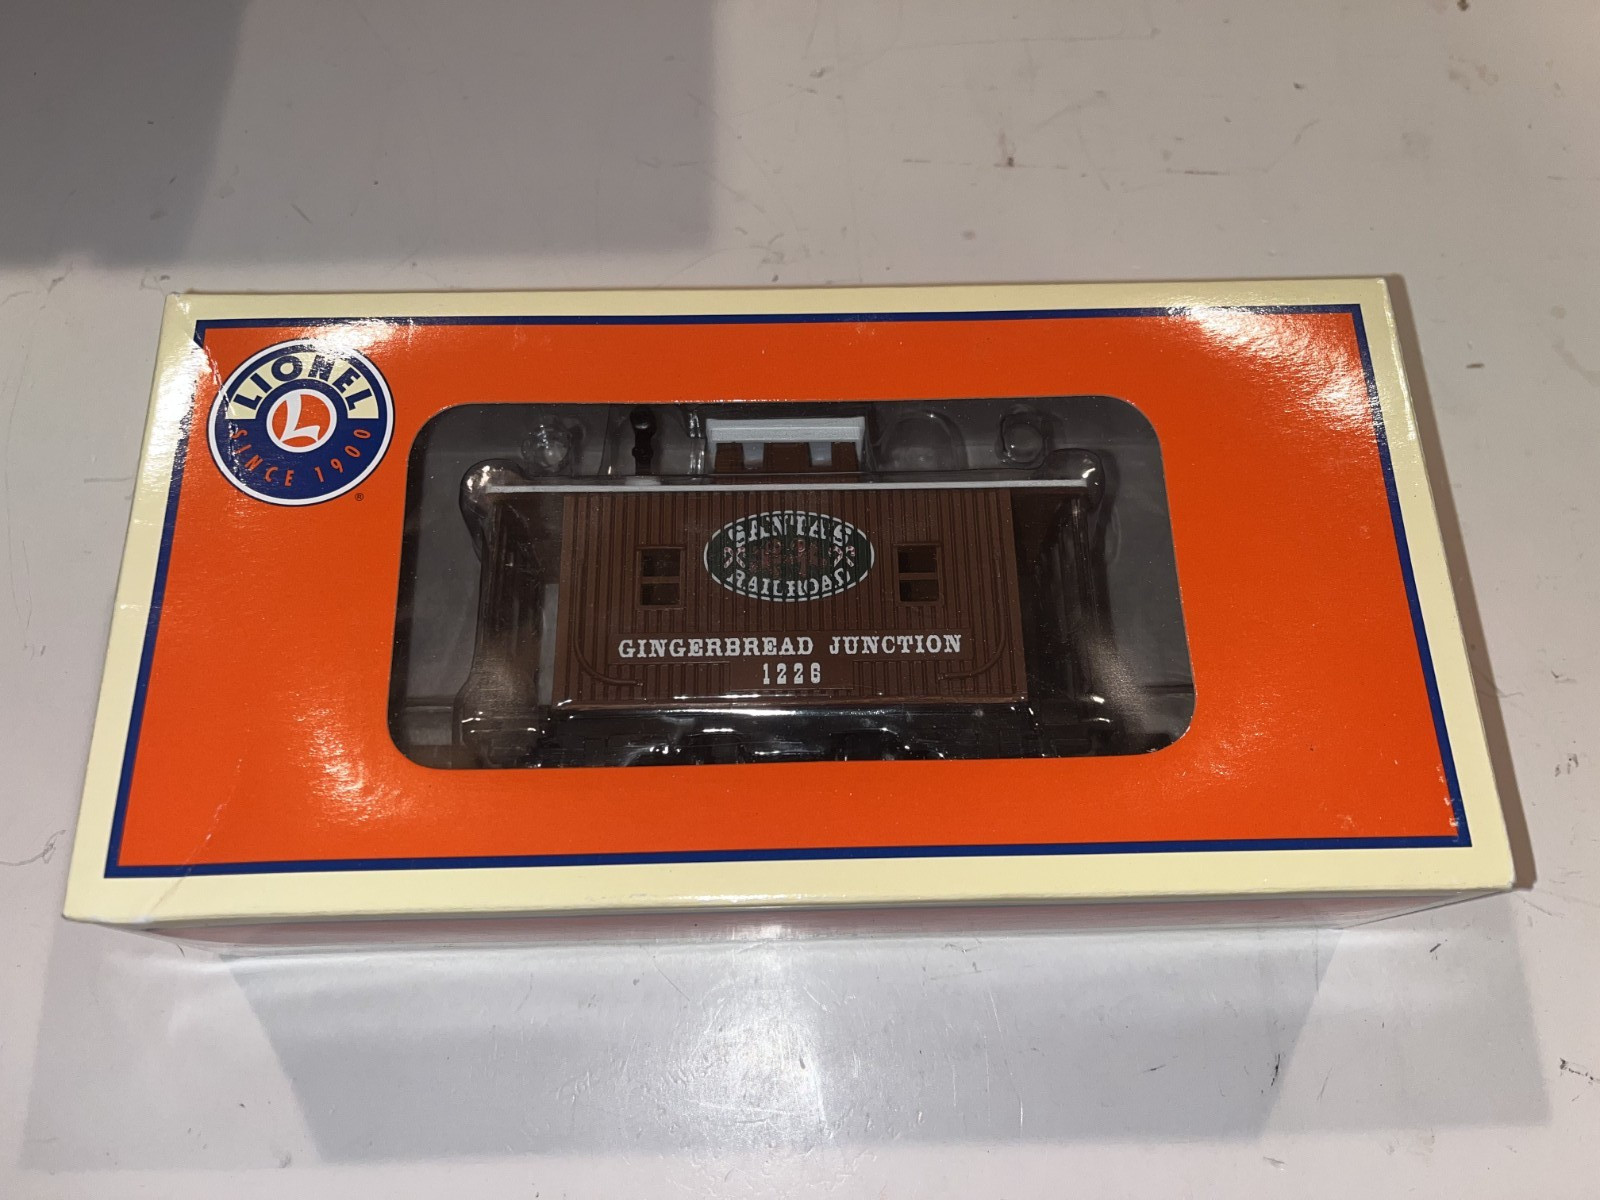 LIONEL
L
SINCE 1900
®
SANTA'S
RAILROAD
GINGERBREAD JUNCTION
1226